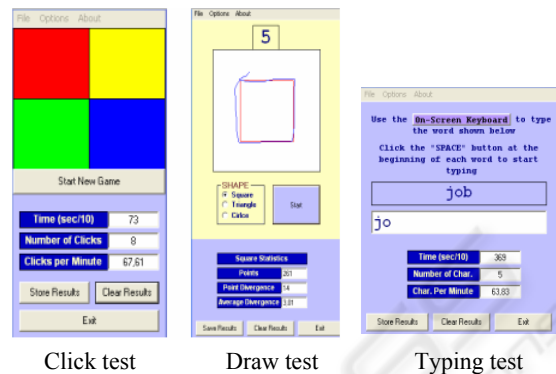 File Options About
Start New Game
Time (sec/10) 73
Number of Clicks 8
Clicks per Minute 67,61
Store Results Clear Results
Exit
Click test
File Options About
5
SHAPE
Square
Triangle
Circle
Start
Square Statistics
Points 261
Point Divergence 14
Average Divergence 3,01
Save Results Clear Results Exit
Draw test
File Options About
Use the On-Screen Keyboard to type
the word shown
below
Click the "SPACE" button at the
beginning of each word to start
typing
job
jo
Time (sec/10) 369
Number of Char. 5
Char. Per Minute 63,83
Store Results Clear Results Exit
Typing test